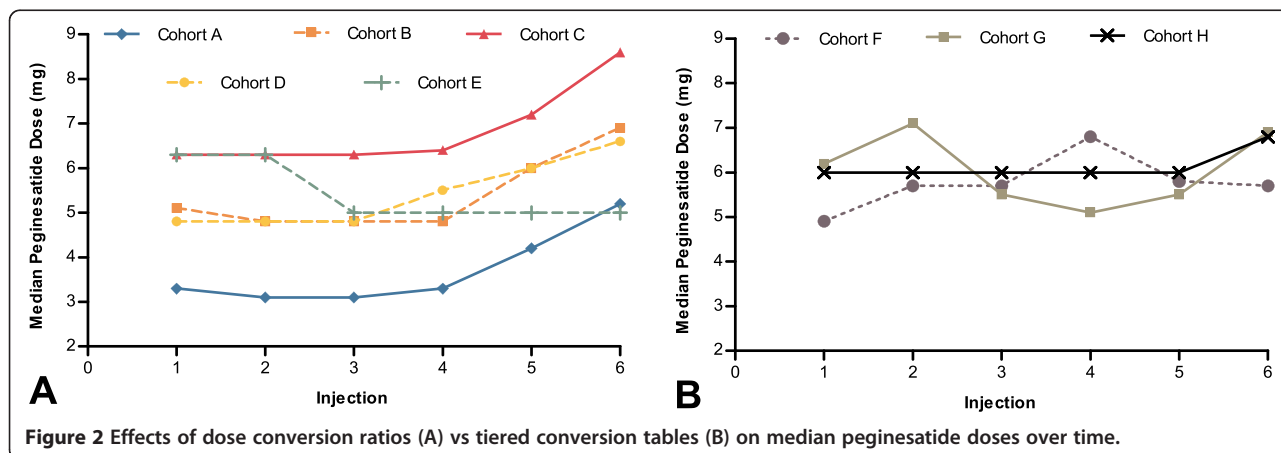 Cohort A Cohort B Cohort C
Cohort D Cohort E
Median Peginesatide Dose (mg)
9
8
7
6
5
4
3
2
0 1 2 3 4 5 6
Injection
A
Cohort F Cohort G Cohort H
Median Peginesatide Dose (mg)
9
8
7
6
5
4
3
2
0 1 2 3 4 5 6
Injection
B
Figure 2 Effects of dose conversion ratios (A) vs tiered conversion tables (B) on median peginesatide doses over time.